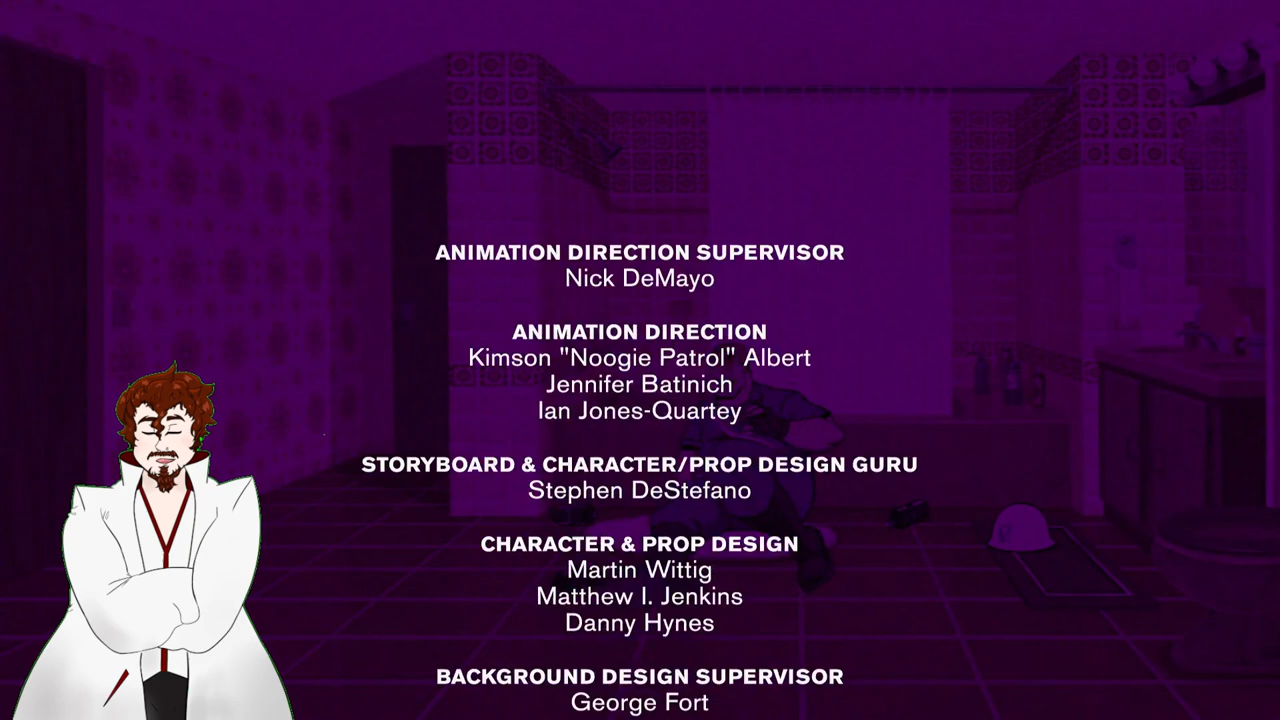 ANIMATION DIRECTION SUPERVISOR
Nick DeMayo
ANIMATION DIRECTION
Kimson "Noogie Patrol" Albert
Jennifer Batinich
Ian Jones-Quartey
STORYBOARD & CHARACTER/PROP DESIGN GURU
Stephen DeStefano
CHARACTER & PROP DESIGN
Martin Wittig
Matthew I. Jenkins
Danny Hynes
BACKGROUND DESIGN SUPERVISOR
George Fort